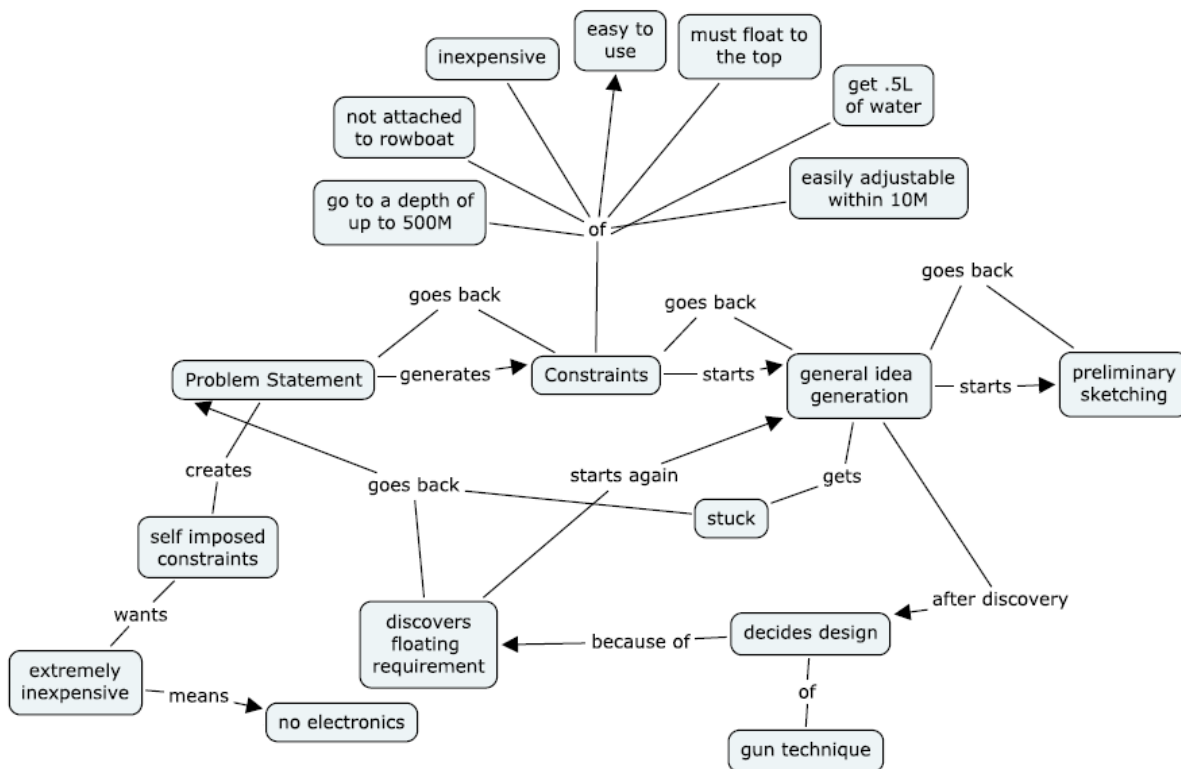 easy to
use
must float to
the top
inexpensive
get .5L
of water
not attached
to rowboat
easily adjustable
within 10M
go to a depth of
up to 500M
of
goes back
goes back
goes back
Problem Statement
generates
Constraints
starts
general idea
generation
starts
preliminary
sketching
creates
goes back
starts again
gets
stuck
self imposed
constraints
wants
discovers
floating
requirement
because of
decides design
after discovery
extremely
inexpensive
means
no electronics
of
gun technique